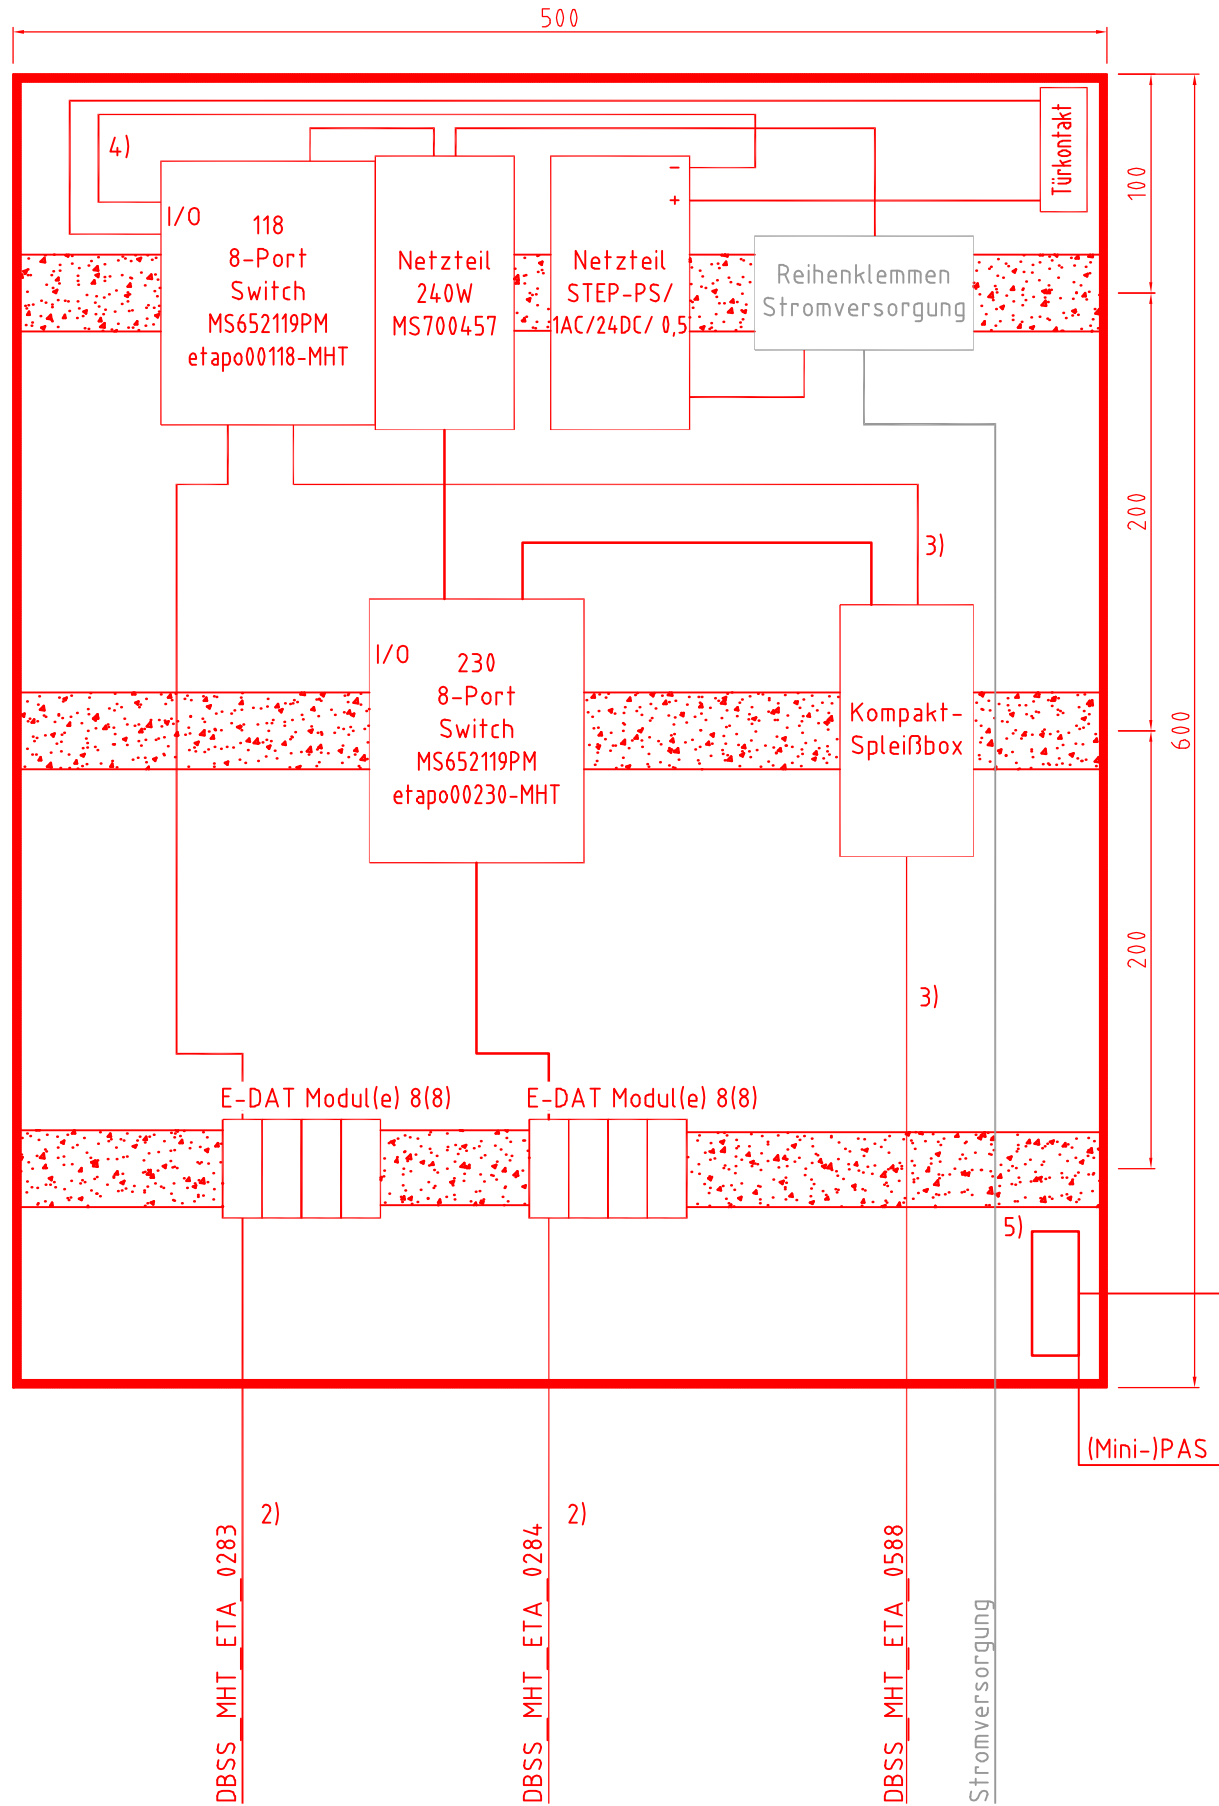 500
4)
Türkontakt
100
I/O
118
8-Port
Switch
MS652119PM
etapo00118-MHT
Netzteil
240W
MS700457
-
+
Netzteil
STEP-PS/
1AC/24DC/ 0,5
Reihenklemmen
Stromversorgung
200
3)
I/O
230
8-Port
Switch
MS652119PM
etapo00230-MHT
Kompakt-
Spleißbox
600
200
3)
E-DAT Modul(e) 8(8)
E-DAT Modul(e) 8(8)
5)
(Mini-)PAS
2)
2)
DBSS_MHT_ETA_0283
DBSS_MHT_ETA_0284
DBSS_MHT_ETA_0588
Stromversorgung